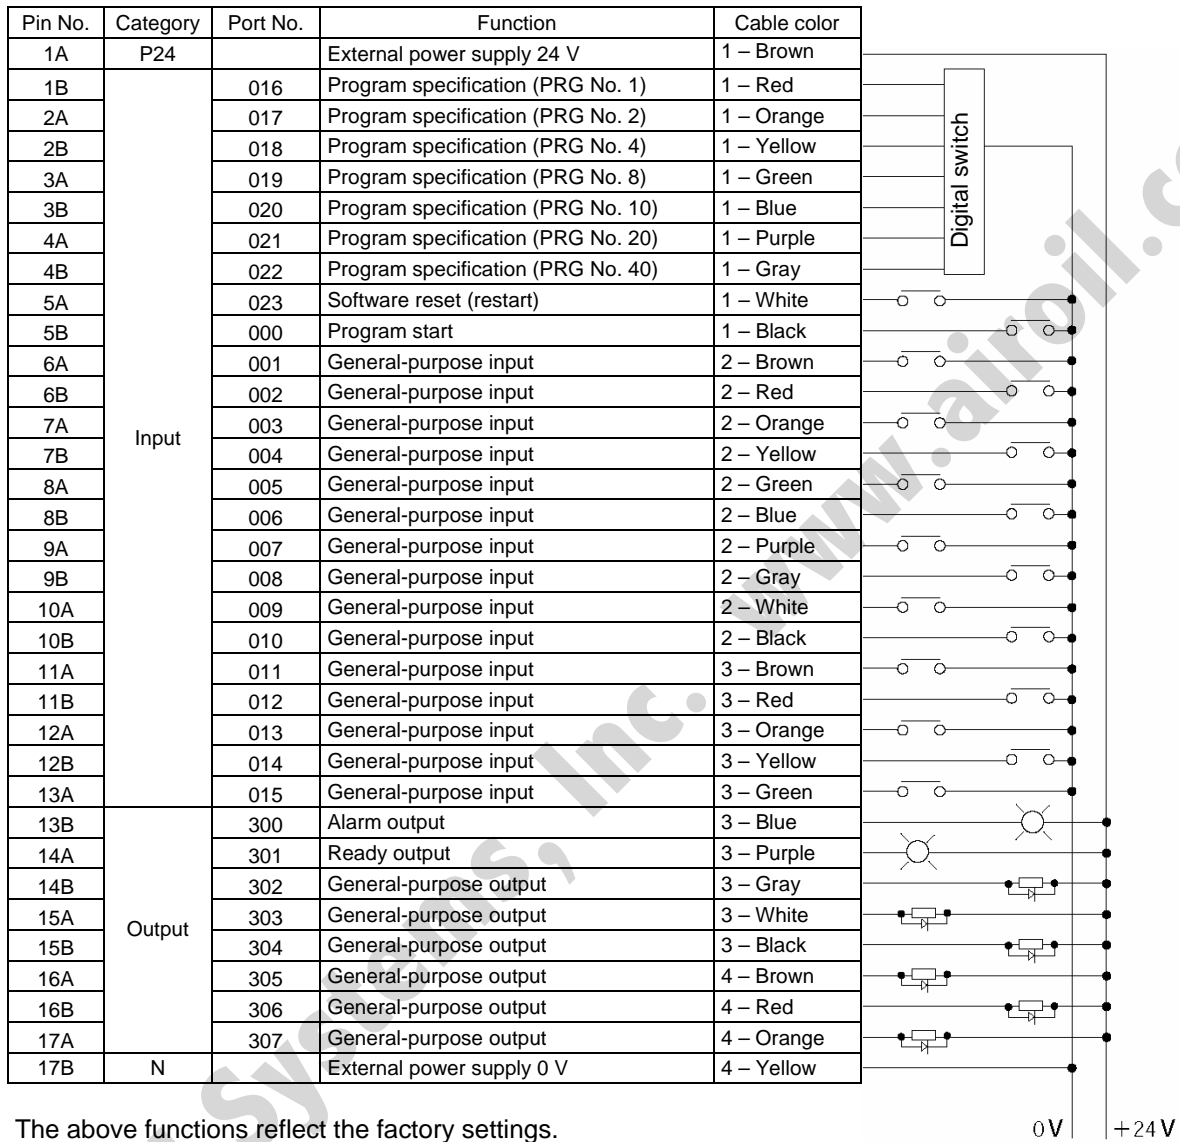 Pin No. Category Port No. Function Cable color
1A P24 External power supply 24 V 1 – Brown
1B 016 Program specification (PRG No. 1) 1 – Red
2A 017 Program specification (PRG No. 2) 1 – Orange
2B 018 Program specification (PRG No. 4) 1 – Yellow
3A 019 Program specification (PRG No. 8) 1 – Green
3B 020 Program specification (PRG No. 10) 1 – Blue
4A 021 Program specification (PRG No. 20) 1 – Purple
4B 022 Program specification (PRG No. 40) 1 – Gray
Digital switch
5A 023 Software reset (restart) 1 – White
5B 000 Program start 1 – Black
6A 001 General-purpose input 2 – Brown
6B 002 General-purpose input 2 – Red
7A 003 General-purpose input 2 – Orange
Input
7B 004 General-purpose input 2 – Yellow
8A 005 General-purpose input 2 – Green
8B 006 General-purpose input 2 – Blue
9A 007 General-purpose input 2 – Purple
9B 008 General-purpose input 2 – Gray
10A 009 General-purpose input 2 – White
10B 010 General-purpose input 2 – Black
11A 011 General-purpose input 3 – Brown
11B 012 General-purpose input 3 – Red
12A 013 General-purpose input 3 – Orange
12B 014 General-purpose input 3 – Yellow
13A 015 General-purpose input 3 – Green
13B 300 Alarm output 3 – Blue
14A 301 Ready output 3 – Purple
14B 302 General-purpose output 3 – Gray
15A 303 General-purpose output 3 – White
Output
15B 304 General-purpose output 3 – Black
16A 305 General-purpose output 4 – Brown
16B 306 General-purpose output 4 – Red
17A 307 General-purpose output 4 – Orange
17B N External power supply 0 V 4 – Yellow
The above functions reflect the factory settings.
0V +24V
Systems, Inc. www.airoil.c